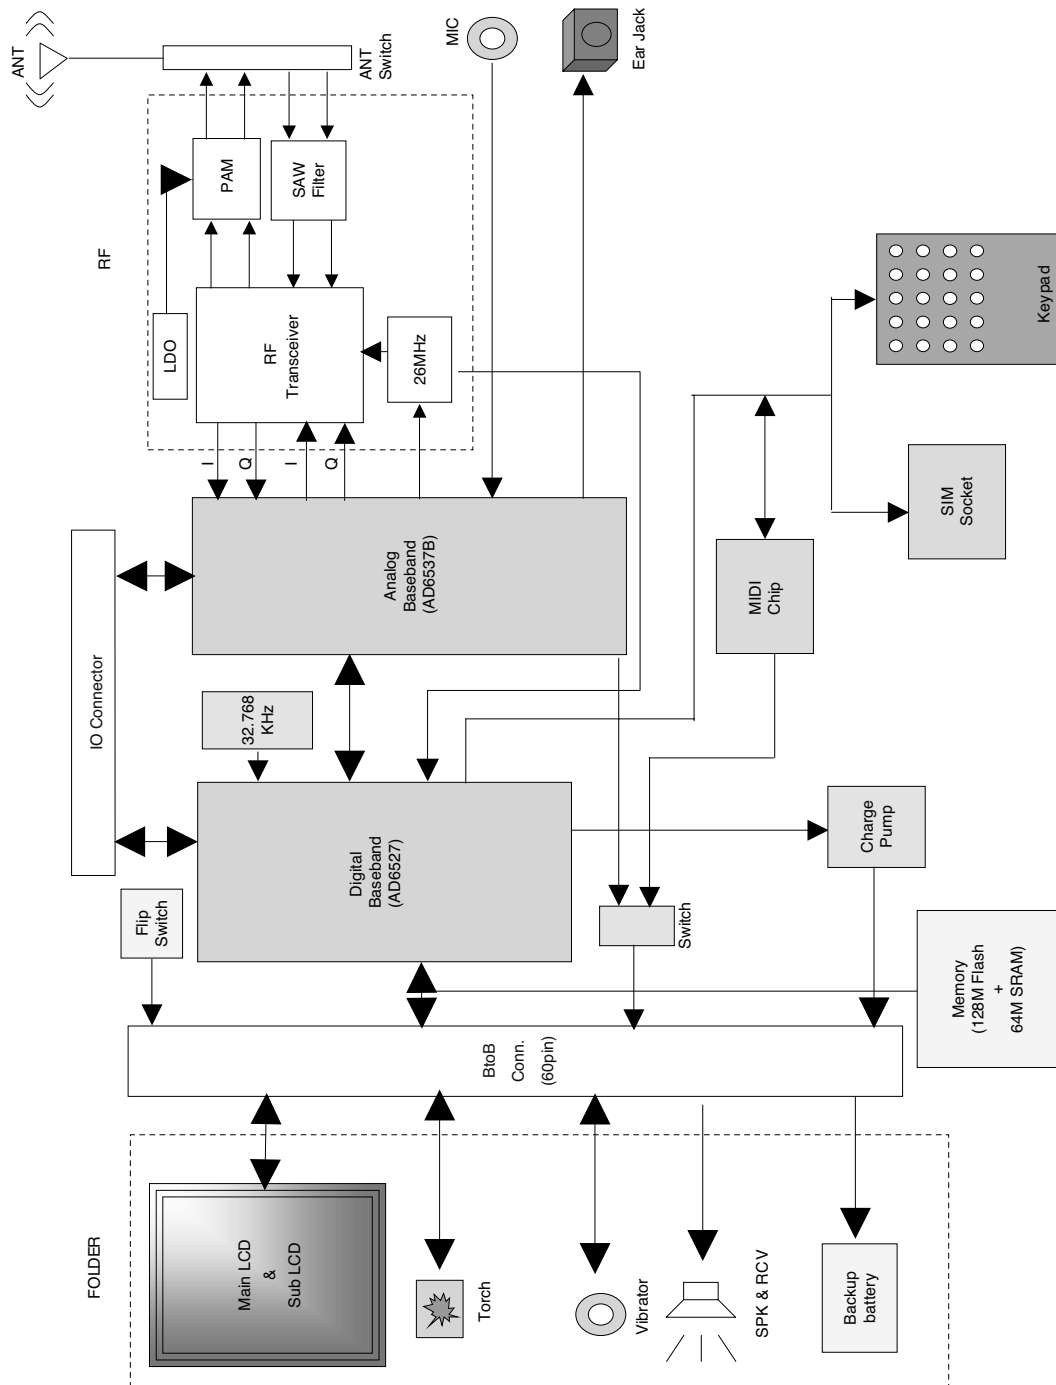 FOLDER
Main LCD
&
Sub LCD
Torch
Vibrator
SPK & RCV
Backup
battery
BtoB
Conn.
(60pin)
Flip
Switch
IO Connector
Digital
Baseband
(AD6527)
32.768
KHz
Analog
Baseband
(AD6537B)
Switch
Charge
Pump
Memory
(128M Flash
+
64M SRAM)
MIDI
Chip
SIM
Socket
Keypad
I
Q
I
Q
RF
LDO
RF
Transceiver
26MHz
PAM
SAW
Filter
ANT
ANT
Switch
MIC
Ear Jack